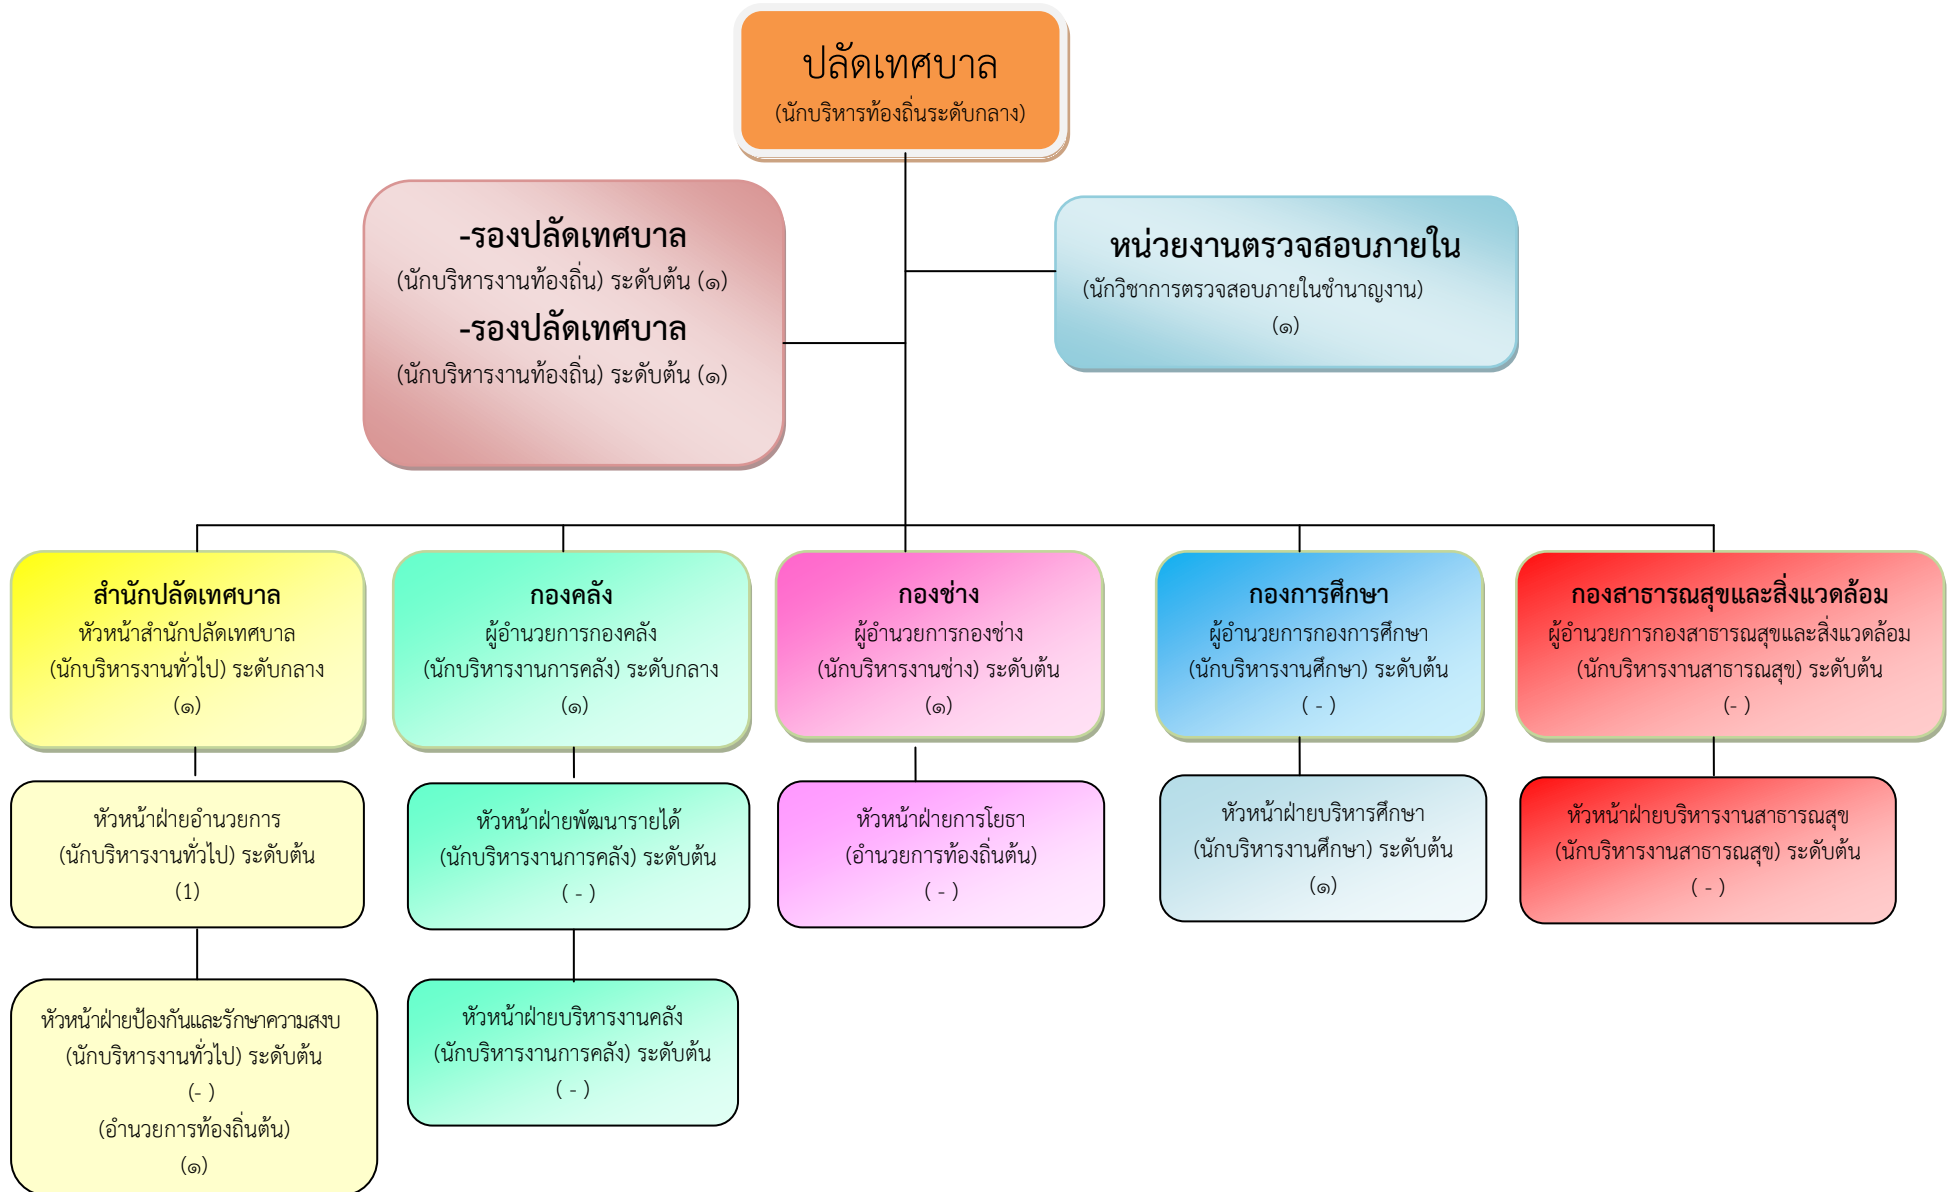 ปลัดเทศบาล
(นักบริหารท้องถิ่นระดับกลาง)
-รองปลัดเทศบาล
(นักบริหารงานท้องถิ่น) ระดับต้น (๑)
-รองปลัดเทศบาล
(นักบริหารงานท้องถิ่น) ระดับต้น (๑)
หน่วยงานตรวจสอบภายใน
(นักวิชาการตรวจสอบภายในชำนาญงาน)
(๑)
สำนักปลัดเทศบาล
หัวหน้าสำนักปลัดเทศบาล
(นักบริหารงานทั่วไป) ระดับกลาง
(๑)
กองคลัง
ผู้อำนวยการกองคลัง
(นักบริหารงานการคลัง) ระดับกลาง
(๑)
กองช่าง
ผู้อำนวยการกองช่าง
(นักบริหารงานช่าง) ระดับต้น
(๑)
กองการศึกษา
ผู้อำนวยการกองการศึกษา
(นักบริหารงานศึกษา) ระดับต้น
( - )
กองสาธารณสุขและสิ่งแวดล้อม
ผู้อำนวยการกองสาธารณสุขและสิ่งแวดล้อม
(นักบริหารงานสาธารณสุข) ระดับต้น
(- )
หัวหน้าฝ่ายอำนวยการ
(นักบริหารงานทั่วไป) ระดับต้น
(1)
หัวหน้าฝ่ายพัฒนารายได้
(นักบริหารงานการคลัง) ระดับต้น
( - )
หัวหน้าฝ่ายการโยธา
(อำนวยการท้องถิ่นต้น)
( - )
หัวหน้าฝ่ายบริหารศึกษา
(นักบริหารงานศึกษา) ระดับต้น
(๑)
หัวหน้าฝ่ายบริหารงานสาธารณสุข
(นักบริหารงานสาธารณสุข) ระดับต้น
( - )
หัวหน้าฝ่ายป้องกันและรักษาความสงบ
(นักบริหารงานทั่วไป) ระดับต้น
(- )
(อำนวยการท้องถิ่นต้น)
(๑)
หัวหน้าฝ่ายบริหารงานคลัง
(นักบริหารงานการคลัง) ระดับต้น
( - )